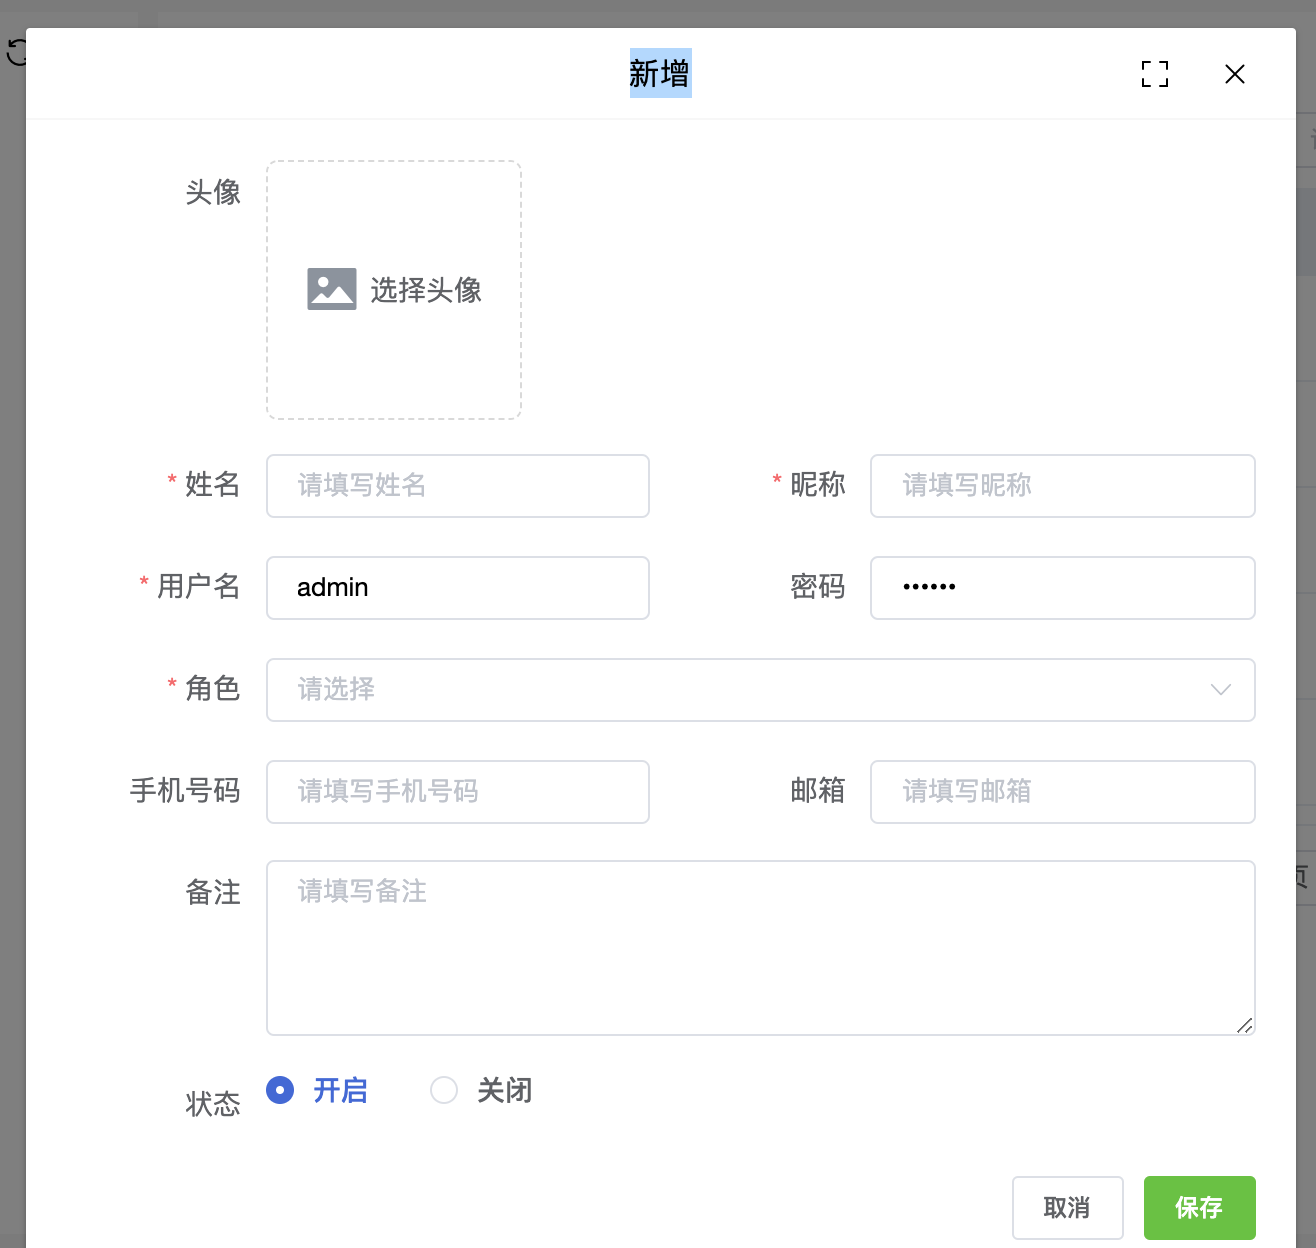 新增
头像
选择头像
* 姓名 请填写姓名 * 昵称 请填写昵称
* 用户名 admin 密码 ••••••
* 角色 请选择
手机号码 请填写手机号码 邮箱 请填写邮箱
页
备注 请填写备注
状态 开启 关闭
取消 保存